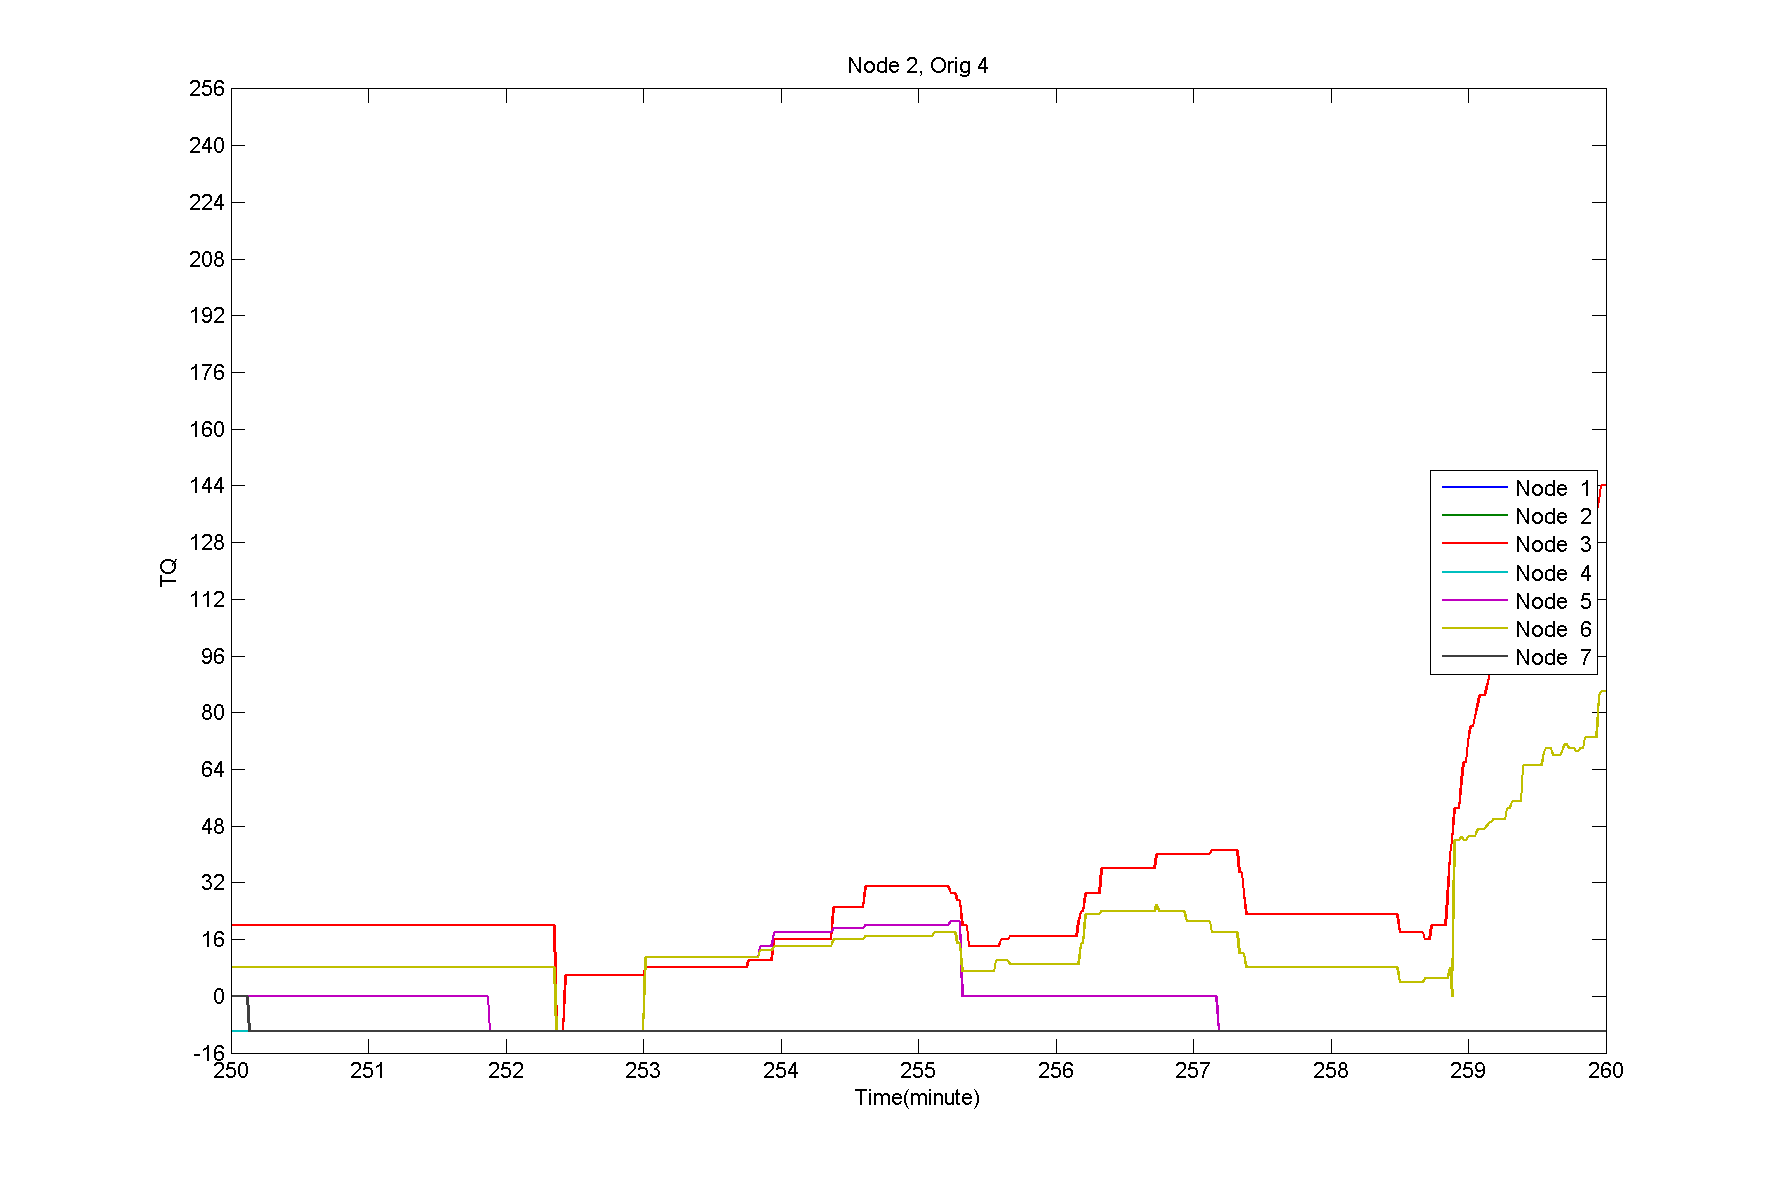 Node 2, Orig 4
256
240
224
208
192
176
160
144
128
112
96
80
64
48
32
16
0
-16
TQ
Node 1
Node 2
Node 3
Node 4
Node 5
Node 6
Node 7
250 251 252 253 254 255 256 257 258 259 260
Time(minute)